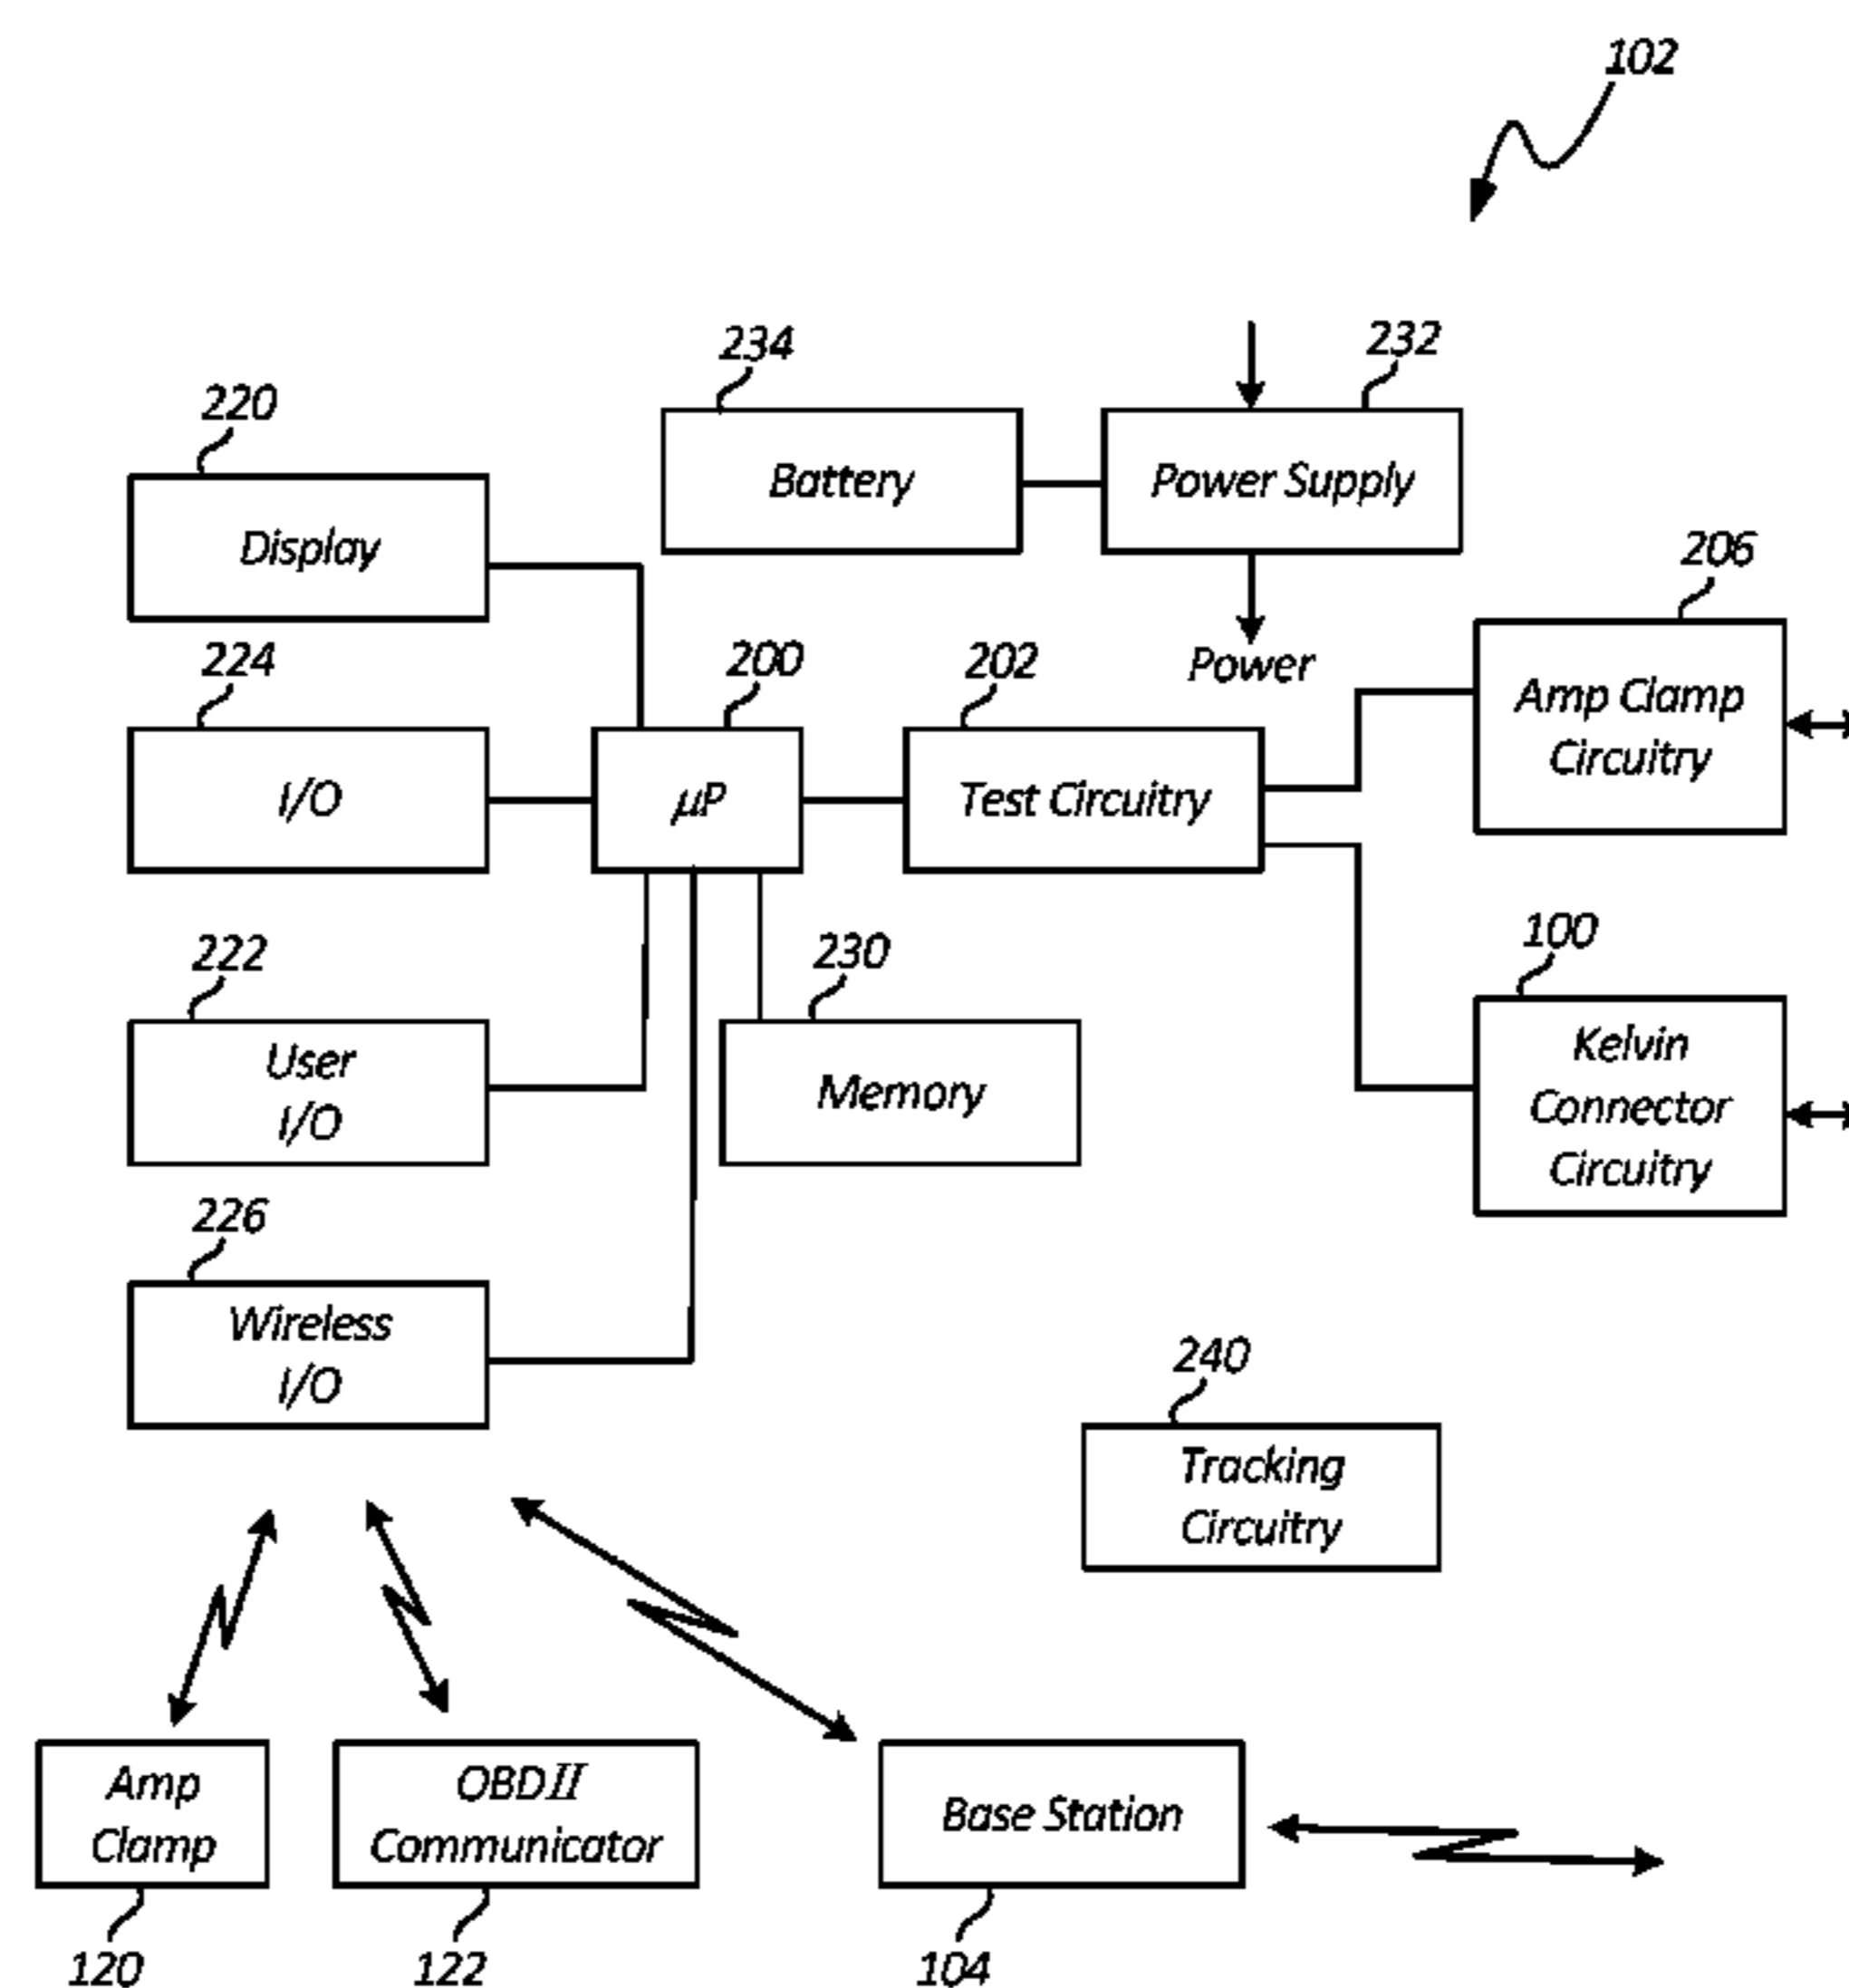 102
234
232
220
Battery
Power Supply
Display
206
224
200
202
Power
Amp Clamp
Circuitry
I/O
µP
Test Circuitry
222
230
100
User
I/O
Memory
Kelvin
Connector
Circuitry
226
Wireless
I/O
240
Tracking
Circuitry
Amp
Clamp
OBDII
Communicator
Base Station
120
122
104